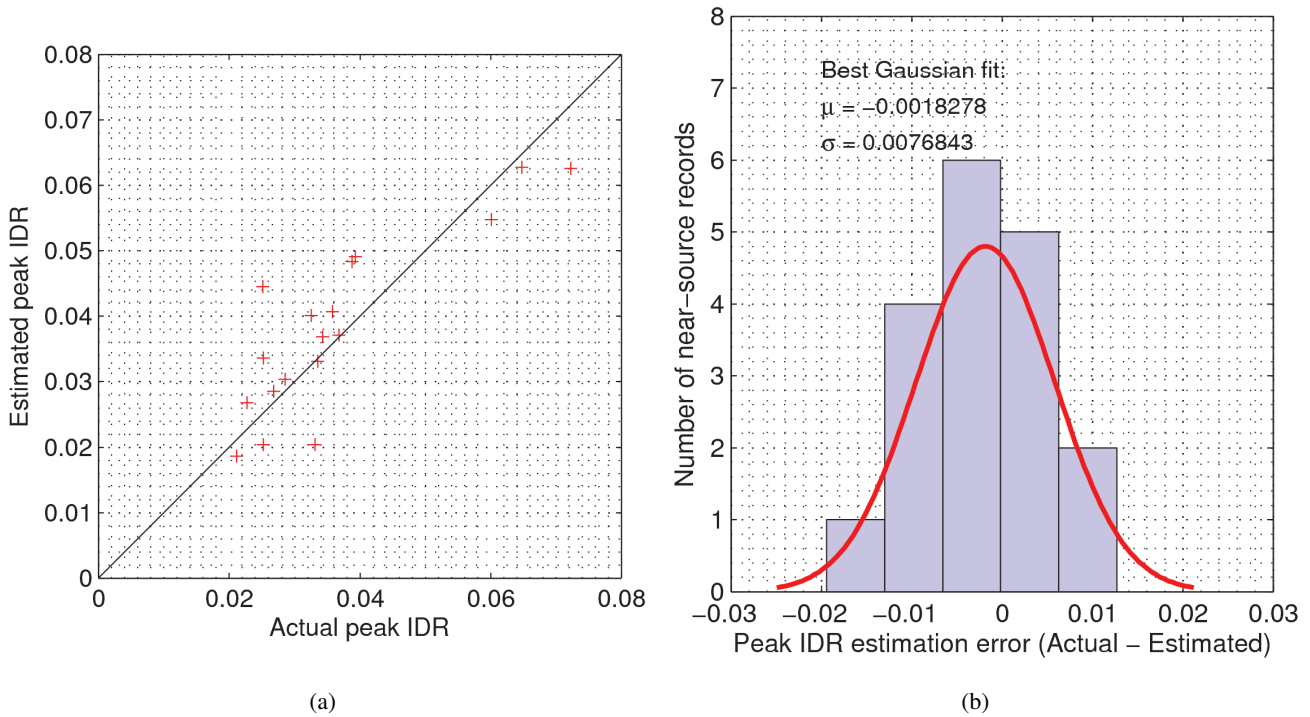 0.08
0.07
0.06
0.05
0.04
0.03
0.02
0.01
0
0 0.02 0.04 0.06 0.08
Estimated peak IDR
Actual peak IDR
(a)
8
7
6
5
4
3
2
1
0
−0.03 −0.02 −0.01 0 0.01 0.02 0.03
Number of near−source records
Best Gaussian fit:
μ = −0.0018278
σ = 0.0076843
Peak IDR estimation error (Actual − Estimated)
(b)